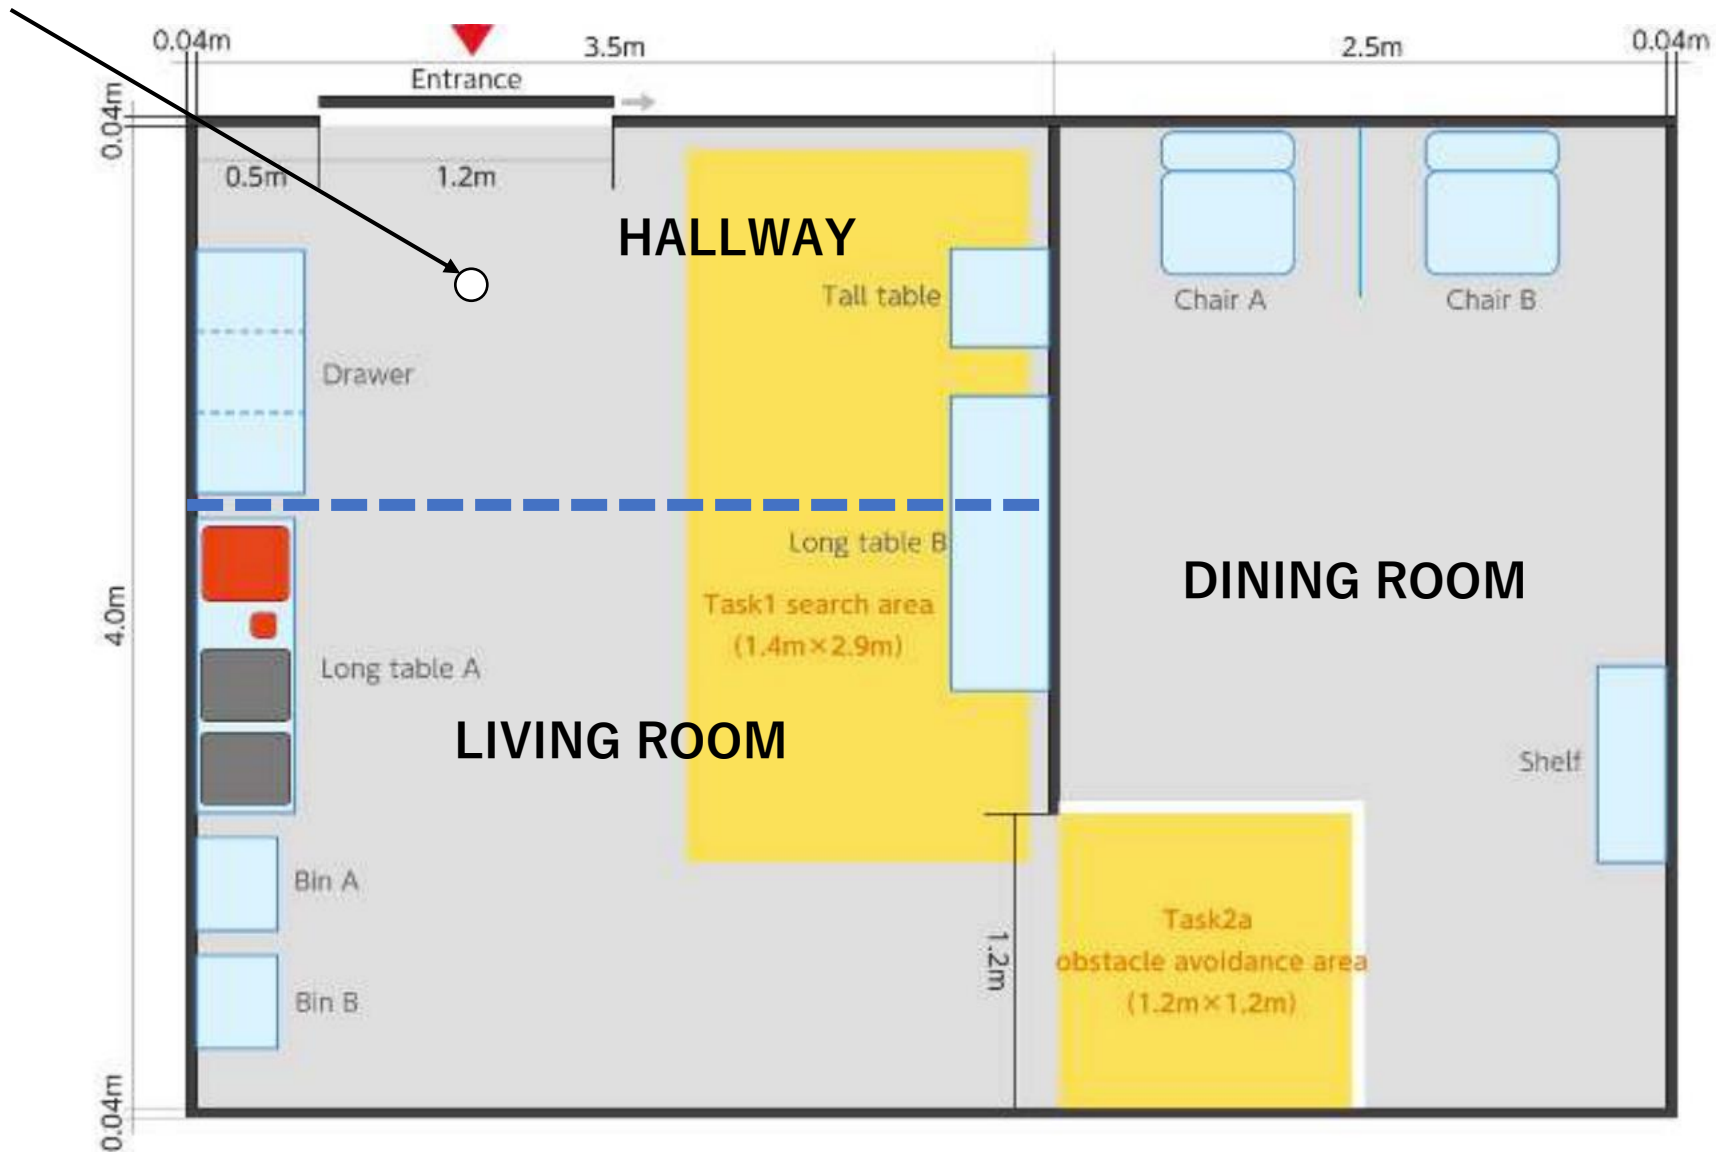 0.04m
3.5m
2.5m
0.04m
Entrance
0.04m
0.5m
1.2m
HALLWAY
Tall table
Chair A
Chair B
Drawer
Long table B
DINING ROOM
Task1 search area
(1.4m×2.9m)
4.0m
Long table A
LIVING ROOM
Shelf
Bin A
Task2a
obstacle avoidance area
(1.2m×1.2m)
1.2m
Bin B
0.04m